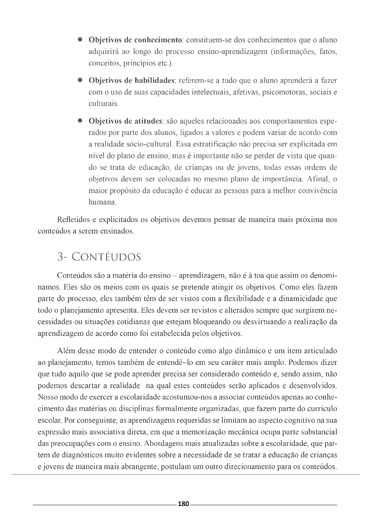 ✺ Objetivos de conhecimento: constituem-se dos conhecimentos que o aluno
adquirirá ao longo do processo ensino-aprendizagem (informações, fatos,
conceitos, princípios etc.).
✺ Objetivos de habilidades: referem-se a tudo que o aluno aprenderá a fazer
com o uso de suas capacidades intelectuais, afetivas, psicomotoras, sociais e
culturais.
✺ Objetivos de atitudes: são aqueles relacionados aos comportamentos espe-
rados por parte dos alunos, ligados a valores e podem variar de acordo com
a realidade sócio-cultural. Essa estratificação não precisa ser explicitada em
nível do plano de ensino, mas é importante não se perder de vista que quan-
do se trata de educação, de crianças ou de jovens, todas essas ordens de
objetivos devem ser colocadas no mesmo plano de importância. Afinal, o
maior propósito da educação é educar as pessoas para a melhor convivência
humana.
Refletidos e explicitados os objetivos devemos pensar de maneira mais próxima nos
conteúdos a serem ensinados.
3- Conteúdos
Conteúdos são a matéria do ensino – aprendizagem, não é à toa que assim os denomi-
namos. Eles são os meios com os quais se pretende atingir os objetivos. Como eles fazem
parte do processo, eles também têm de ser vistos com a flexibilidade e a dinamicidade que
todo o planejamento apresenta. Eles devem ser revistos e alterados sempre que surgirem ne-
cessidades ou situações cotidianas que estejam bloqueando ou desvirtuando a realização da
aprendizagem de acordo como foi estabelecida pelos objetivos.
Além desse modo de entender o conteúdo como algo dinâmico e um item articulado
ao planejamento, temos também de entendê-lo em seu caráter mais amplo. Podemos dizer
que tudo aquilo que se pode aprender precisa ser considerado conteúdo e, sendo assim, não
podemos descartar a realidade na qual estes conteúdos serão aplicados e desenvolvidos.
Nosso modo de exercer a escolaridade acostumou-nos a associar conteúdos apenas ao conhe-
cimento das matérias ou disciplinas formalmente organizadas, que fazem parte do currículo
escolar. Por conseguinte, as aprendizagens requeridas se limitam ao aspecto cognitivo na sua
expressão mais associativa direta, em que a memorização mecânica ocupa parte substancial
das preocupações com o ensino. Abordagens mais atualizadas sobre a escolaridade, que par-
tem de diagnósticos muito evidentes sobre a necessidade de se tratar a educação de crianças
e jovens de maneira mais abrangente, postulam um outro direcionamento para os conteúdos.
180